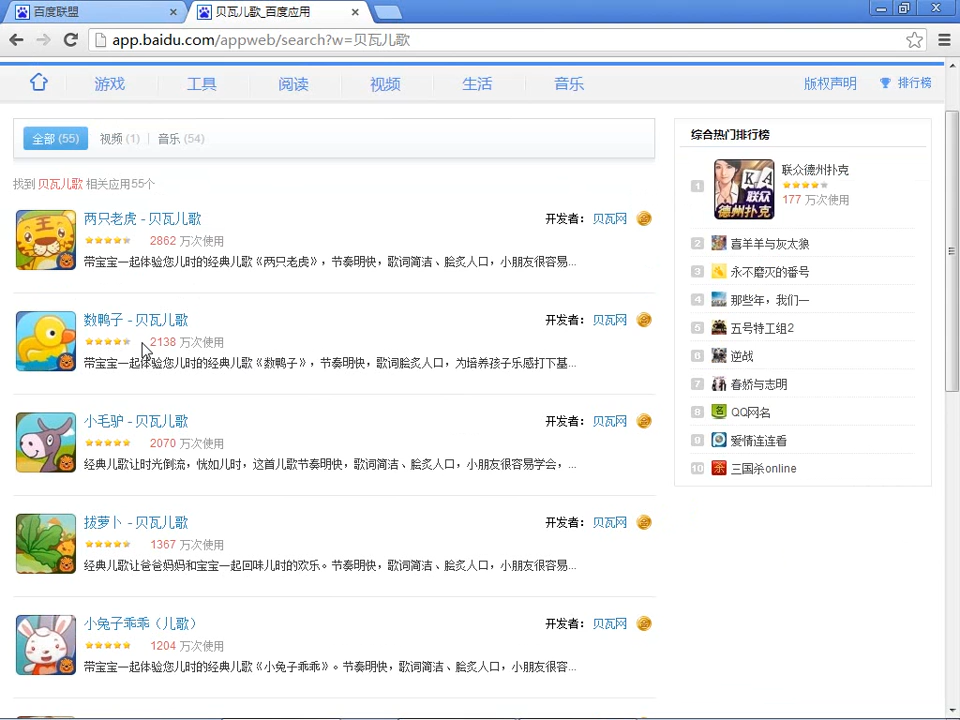 百度联盟
贝瓦儿歌_百度应用
app.baidu.com/appweb/search?w=贝瓦儿歌
游戏
工具
阅读
视频
生活
音乐
版权声明
排行榜
全部 (55)
视频 (1)
音乐 (54)
找到 贝瓦儿歌 相关应用55个
两只老虎 - 贝瓦儿歌
开发者： 贝瓦网
2862 万次使用
带宝宝一起体验您儿时的经典儿歌《两只老虎》，节奏明快，歌词简洁、脍炙人口，小朋友很容易...
数鸭子 - 贝瓦儿歌
开发者： 贝瓦网
2138 万次使用
带宝宝一起体验您儿时的经典儿歌《数鸭子》，节奏明快，歌词脍炙人口，为培养孩子乐感打下基...
小毛驴 - 贝瓦儿歌
开发者： 贝瓦网
2070 万次使用
经典儿歌让时光倒流，恍如儿时，这首儿歌节奏明快，歌词简洁、脍炙人口，小朋友很容易学会，...
拔萝卜 - 贝瓦儿歌
开发者： 贝瓦网
1367 万次使用
经典儿歌让爸爸妈妈和宝宝一起回味儿时的欢乐。节奏明快，歌词简洁、脍炙人口，小朋友很容易...
小兔子乖乖（儿歌）
开发者： 贝瓦网
1204 万次使用
带宝宝一起体验您儿时的经典儿歌《小兔子乖乖》。节奏明快，歌词简洁、脍炙人口，小朋友很容易...
综合热门排行榜
1
K A
联众
德州扑克
联众德州扑克
177 万次使用
2 喜羊羊与灰太狼
3 永不磨灭的番号
4 那些年，我们一
5 五号特工组2
6 逆战
7 春娇与志明
8 名 QQ网名
9 爱情连连看
10 杀 三国杀online